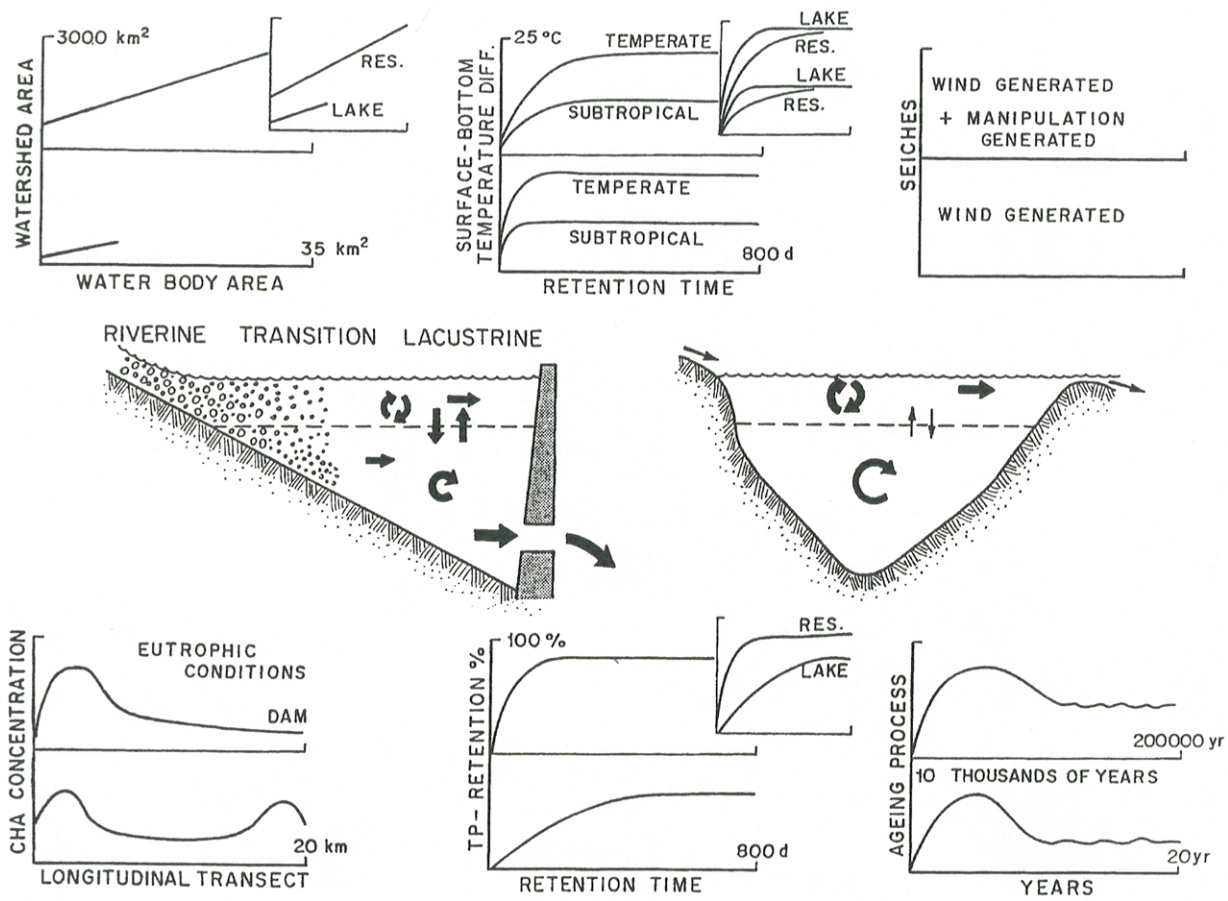 3000 km²
WATERSHED AREA
RES.
LAKE
35 km²
WATER BODY AREA
25 °C
SURFACE-BOTTOM
TEMPERATURE DIFF.
TEMPERATE
SUBTROPICAL
LAKE
RES.
LAKE
RES.
TEMPERATE
SUBTROPICAL
800 d
RETENTION TIME
SEICHES
WIND GENERATED
+ MANIPULATION
GENERATED
WIND GENERATED
RIVERINE TRANSITION LACUSTRINE
CHA CONCENTRATION
EUTROPHIC
CONDITIONS
DAM
20 km
LONGITUDINAL TRANSECT
TP- RETENTION %
100 %
RES.
LAKE
800 d
RETENTION TIME
AGEING PROCESS
200000 yr
10 THOUSANDS OF YEARS
20 yr
YEARS